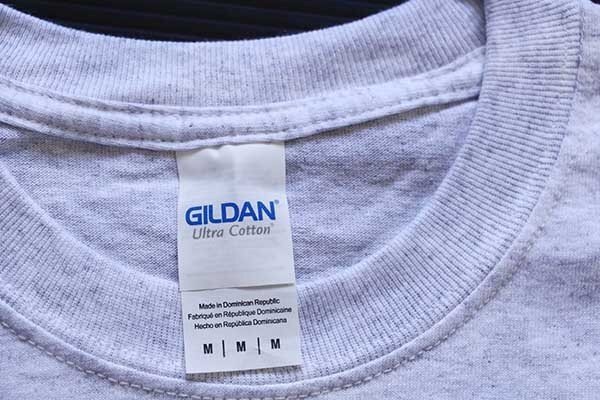 GILDAN®
Ultra Cotton®
Made in Dominican Republic
Fabriqué en République Dominicaine
Hecho en República Dominicana
M | M | M